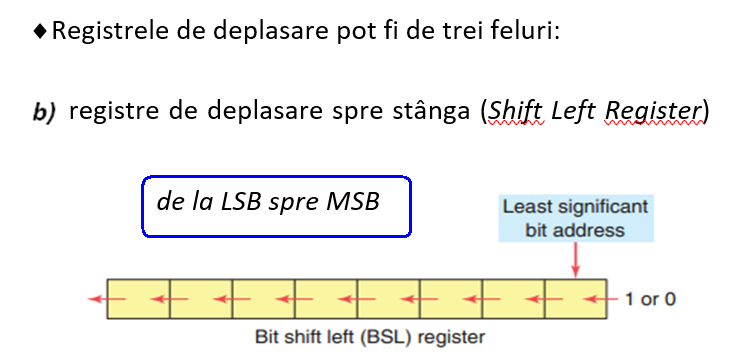 ♦Registrele de deplasare pot fi de trei feluri:
b) registre de deplasare spre stânga (Shift Left Register)
de la LSB spre MSB
Least significant
bit address
1 or 0
Bit shift left (BSL) register